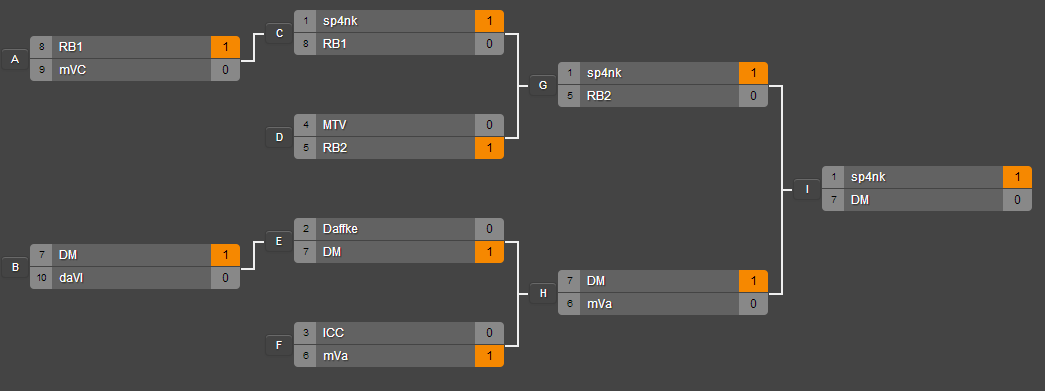 A
8 RB1 1
9 mVC 0
B
7 DM 1
10 daVI 0
C
1 sp4nk 1
8 RB1 0
D
4 MTV 0
5 RB2 1
E
2 Daffke 0
7 DM 1
F
3 ICC 0
6 mVa 1
G
1 sp4nk 1
5 RB2 0
H
7 DM 1
6 mVa 0
I
1 sp4nk 1
7 DM 0